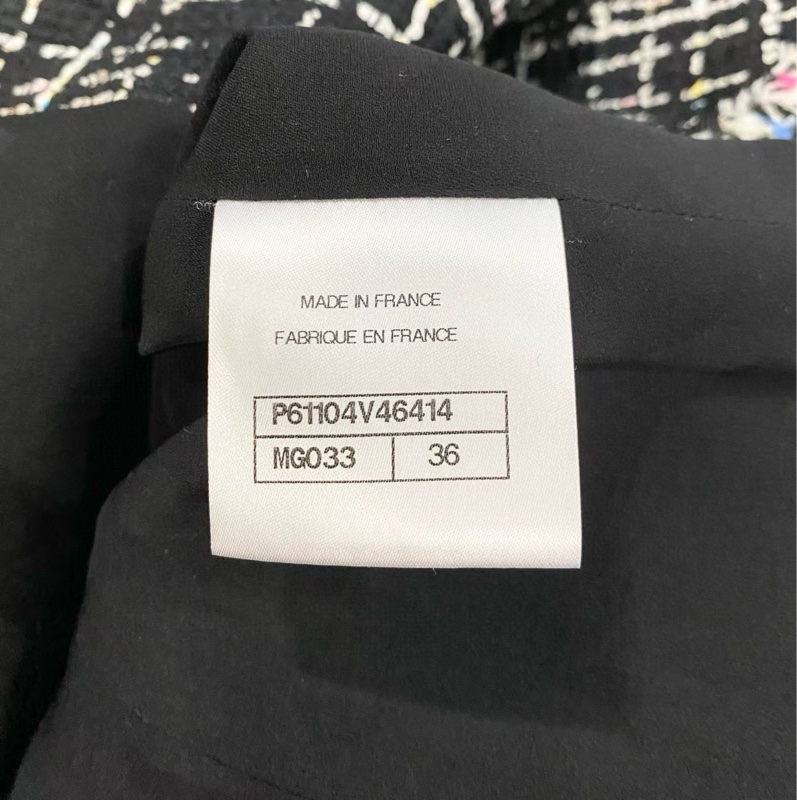 MADE IN FRANCE
FABRIQUE EN FRANCE
P61104V46414
MG033 36